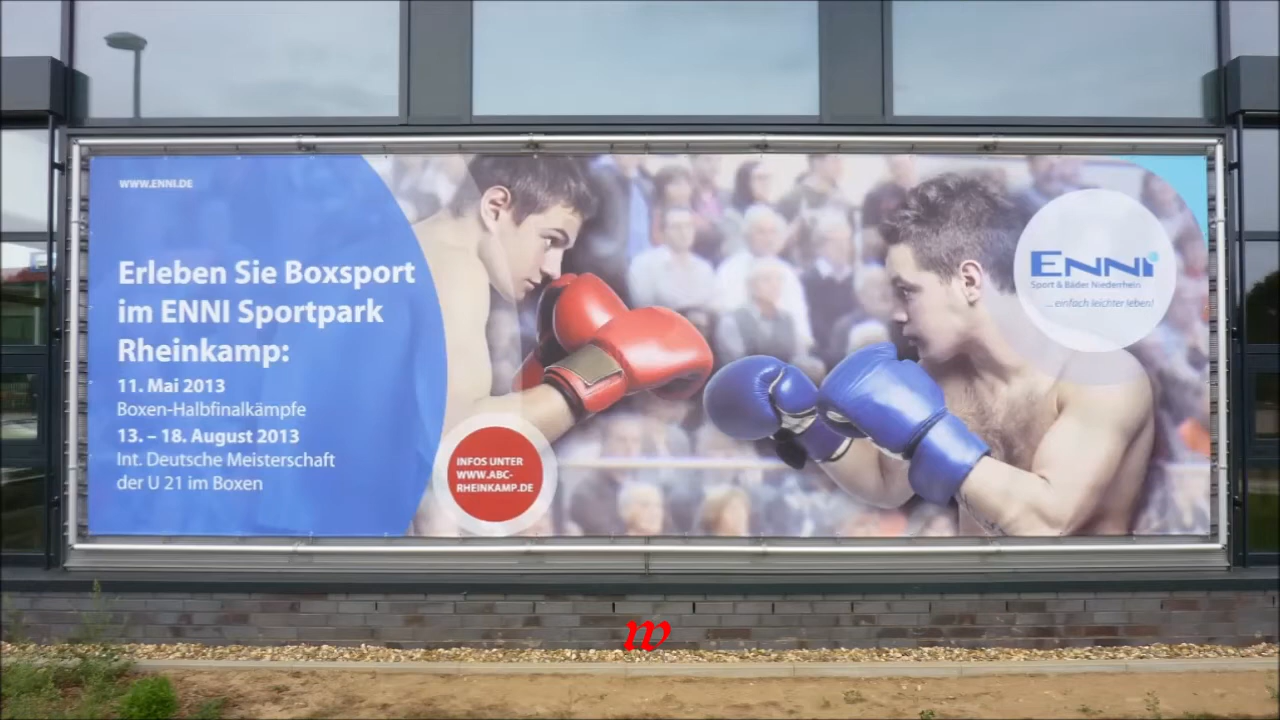 WWW.ENNI.DE
Erleben Sie Boxsport
im ENNI Sportpark
Rheinkamp:
11. Mai 2013
Boxen-Halbfinalkämpfe
13. – 18. August 2013
Int. Deutsche Meisterschaft
der U 21 im Boxen
INFOS UNTER
WWW.ABC-
RHEINKAMP.DE
ENNI
Sport & Bäder Niederrhein
...einfach leichter leben!
w